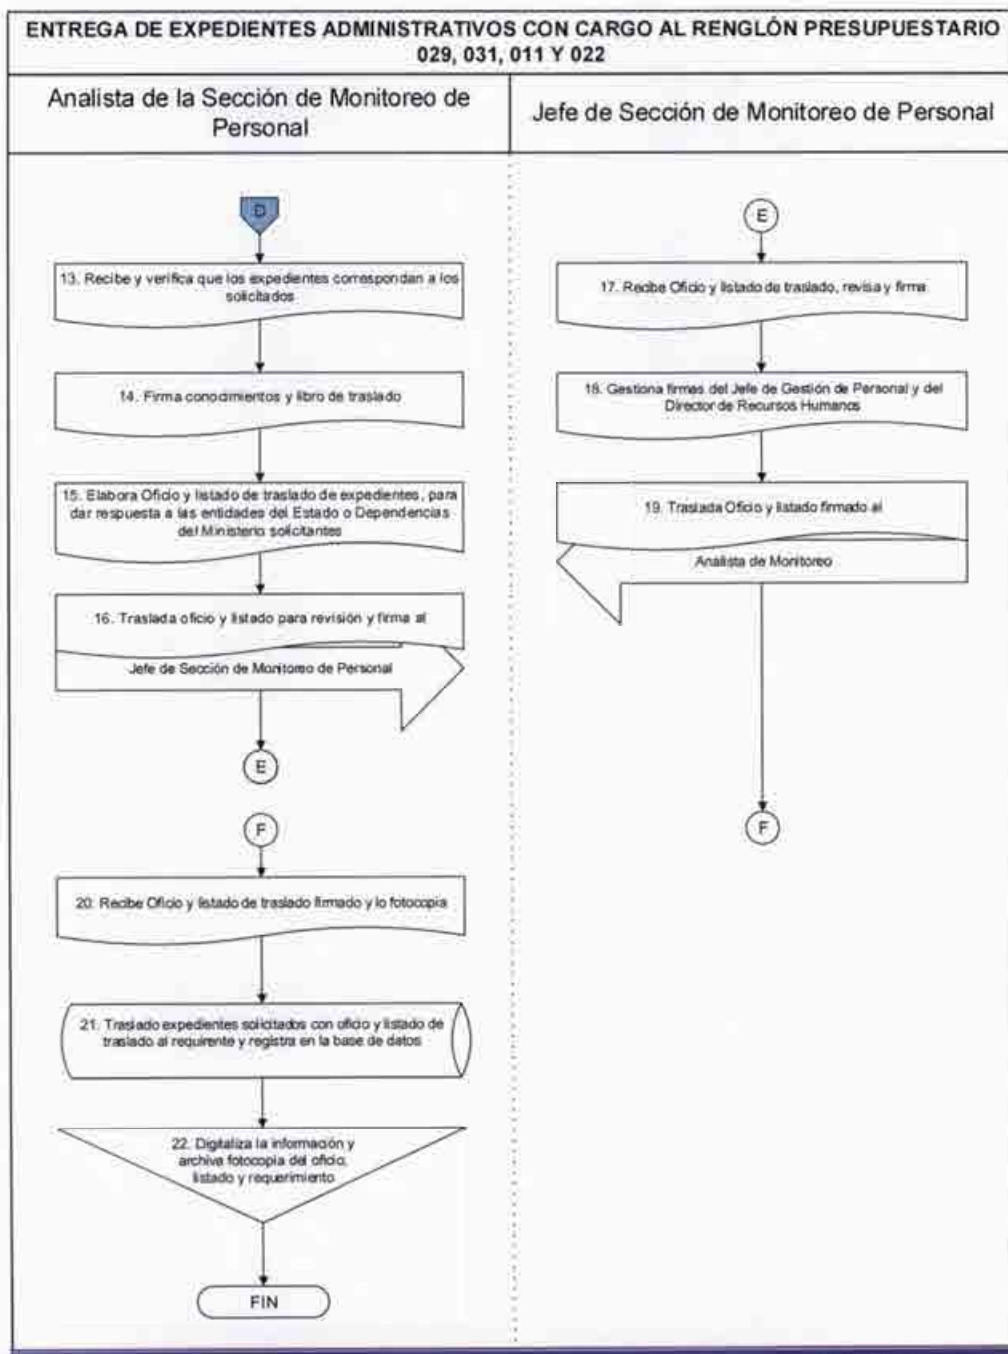 ENTREGA DE EXPEDIENTES ADMINISTRATIVOS CON CARGO AL RENGLÓN PRESUPUESTARIO
029, 031, 011 Y 022
Analista de la Sección de Monitoreo de
Personal
Jefe de Sección de Monitoreo de Personal
D
13. Recibe y verifica que los expedientes correspondan a los
solicitados
14. Firma conocimientos y libro de traslado
15. Elabora Oficio y listado de traslado de expedientes, para
dar respuesta a las entidades del Estado o Dependencias
del Ministerio solicitantes
16. Traslada oficio y listado para revisión y firma al
Jefe de Sección de Monitoreo de Personal
E
F
20. Recibe Oficio y listado de traslado firmado y lo fotocopia
21. Traslado expedientes solicitados con oficio y listado de
traslado al requirente y registra en la base de datos
22. Digitaliza la información y
archiva fotocopia del oficio,
listado y requerimiento
FIN
E
17. Recibe Oficio y listado de traslado, revisa y firma
18. Gestiona firmas del Jefe de Gestión de Personal y del
Director de Recursos Humanos
19. Traslada Oficio y listado firmado al
Analista de Monitoreo
F